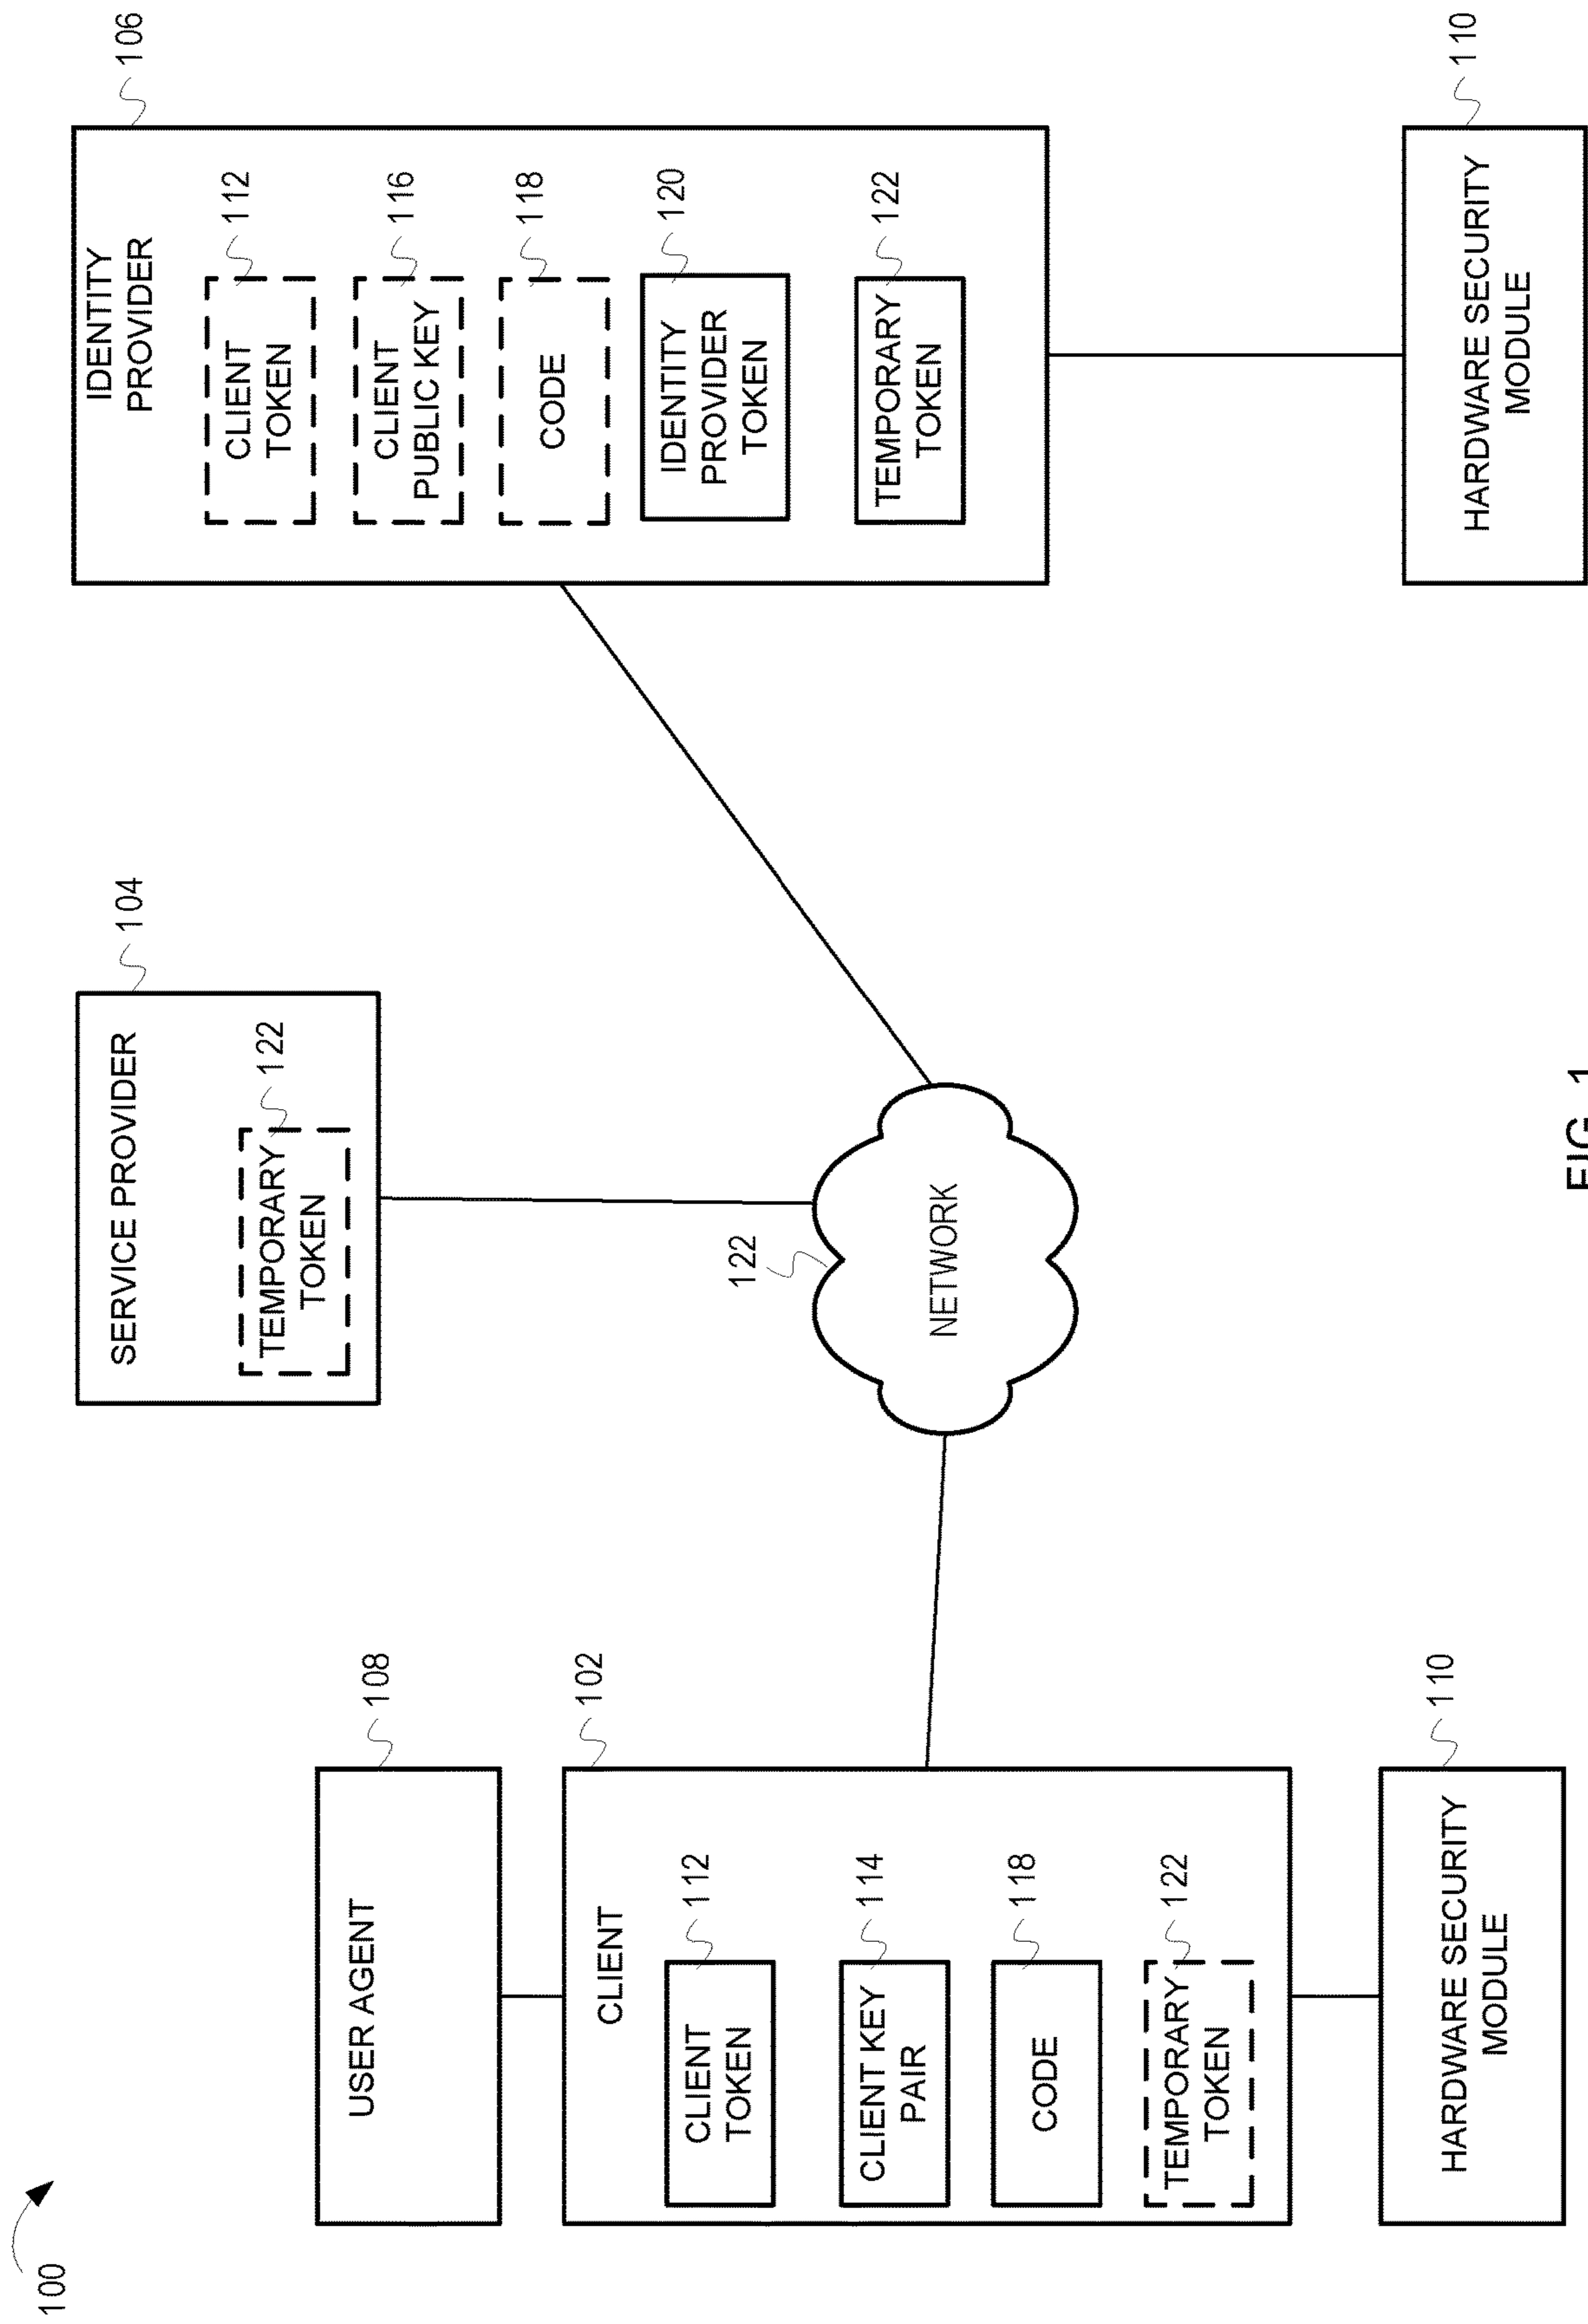 100
USER AGENT
108
CLIENT
102
CLIENT
TOKEN
112
CLIENT KEY
PAIR
114
CODE
118
TEMPORARY
TOKEN
122
HARDWARE SECURITY
MODULE
110
SERVICE PROVIDER
104
TEMPORARY
TOKEN
122
NETWORK
122
IDENTITY
PROVIDER
106
CLIENT
TOKEN
112
CLIENT
PUBLIC KEY
116
CODE
118
IDENTITY
PROVIDER
TOKEN
120
TEMPORARY
TOKEN
122
HARDWARE SECURITY
MODULE
110
FIG. 1